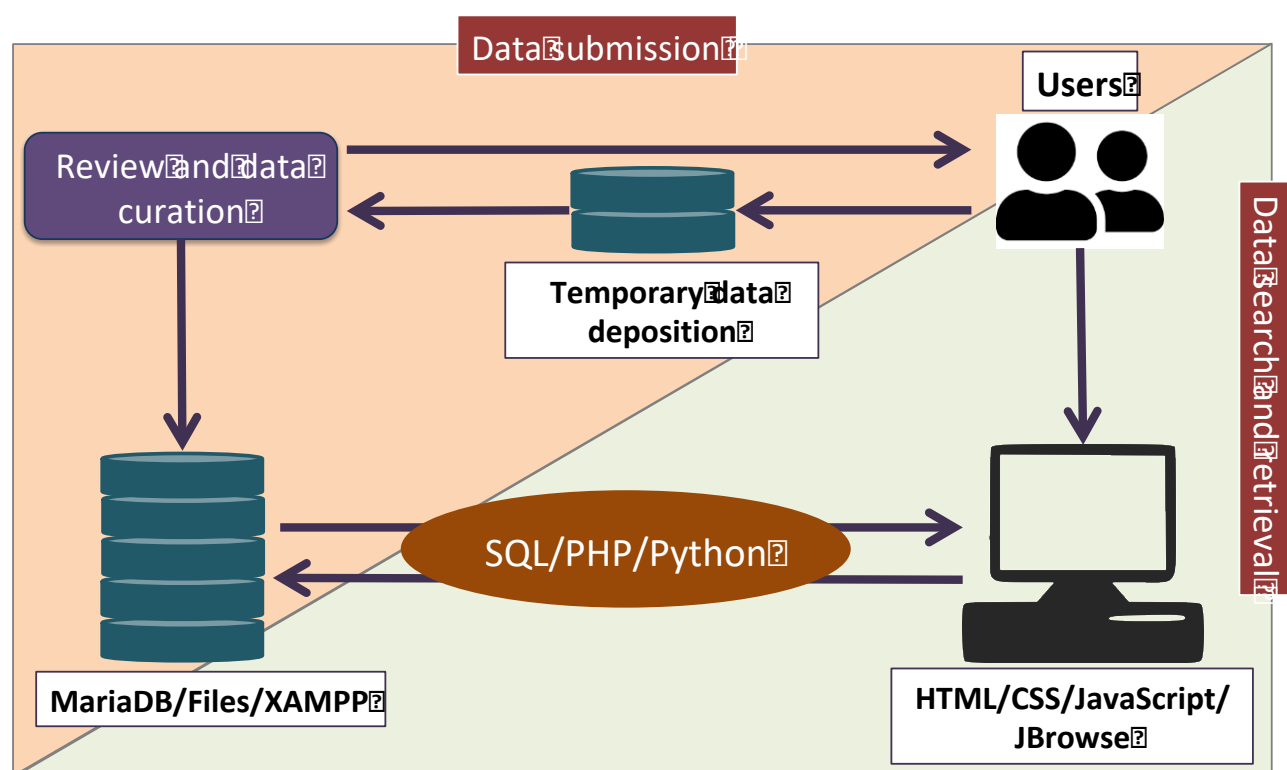 Data submission
Users
Review and data
curation
Temporary data
deposition
Data search and retrieval
SQL/PHP/Python
MariaDB/Files/XAMPP
HTML/CSS/JavaScript/
JBrowse